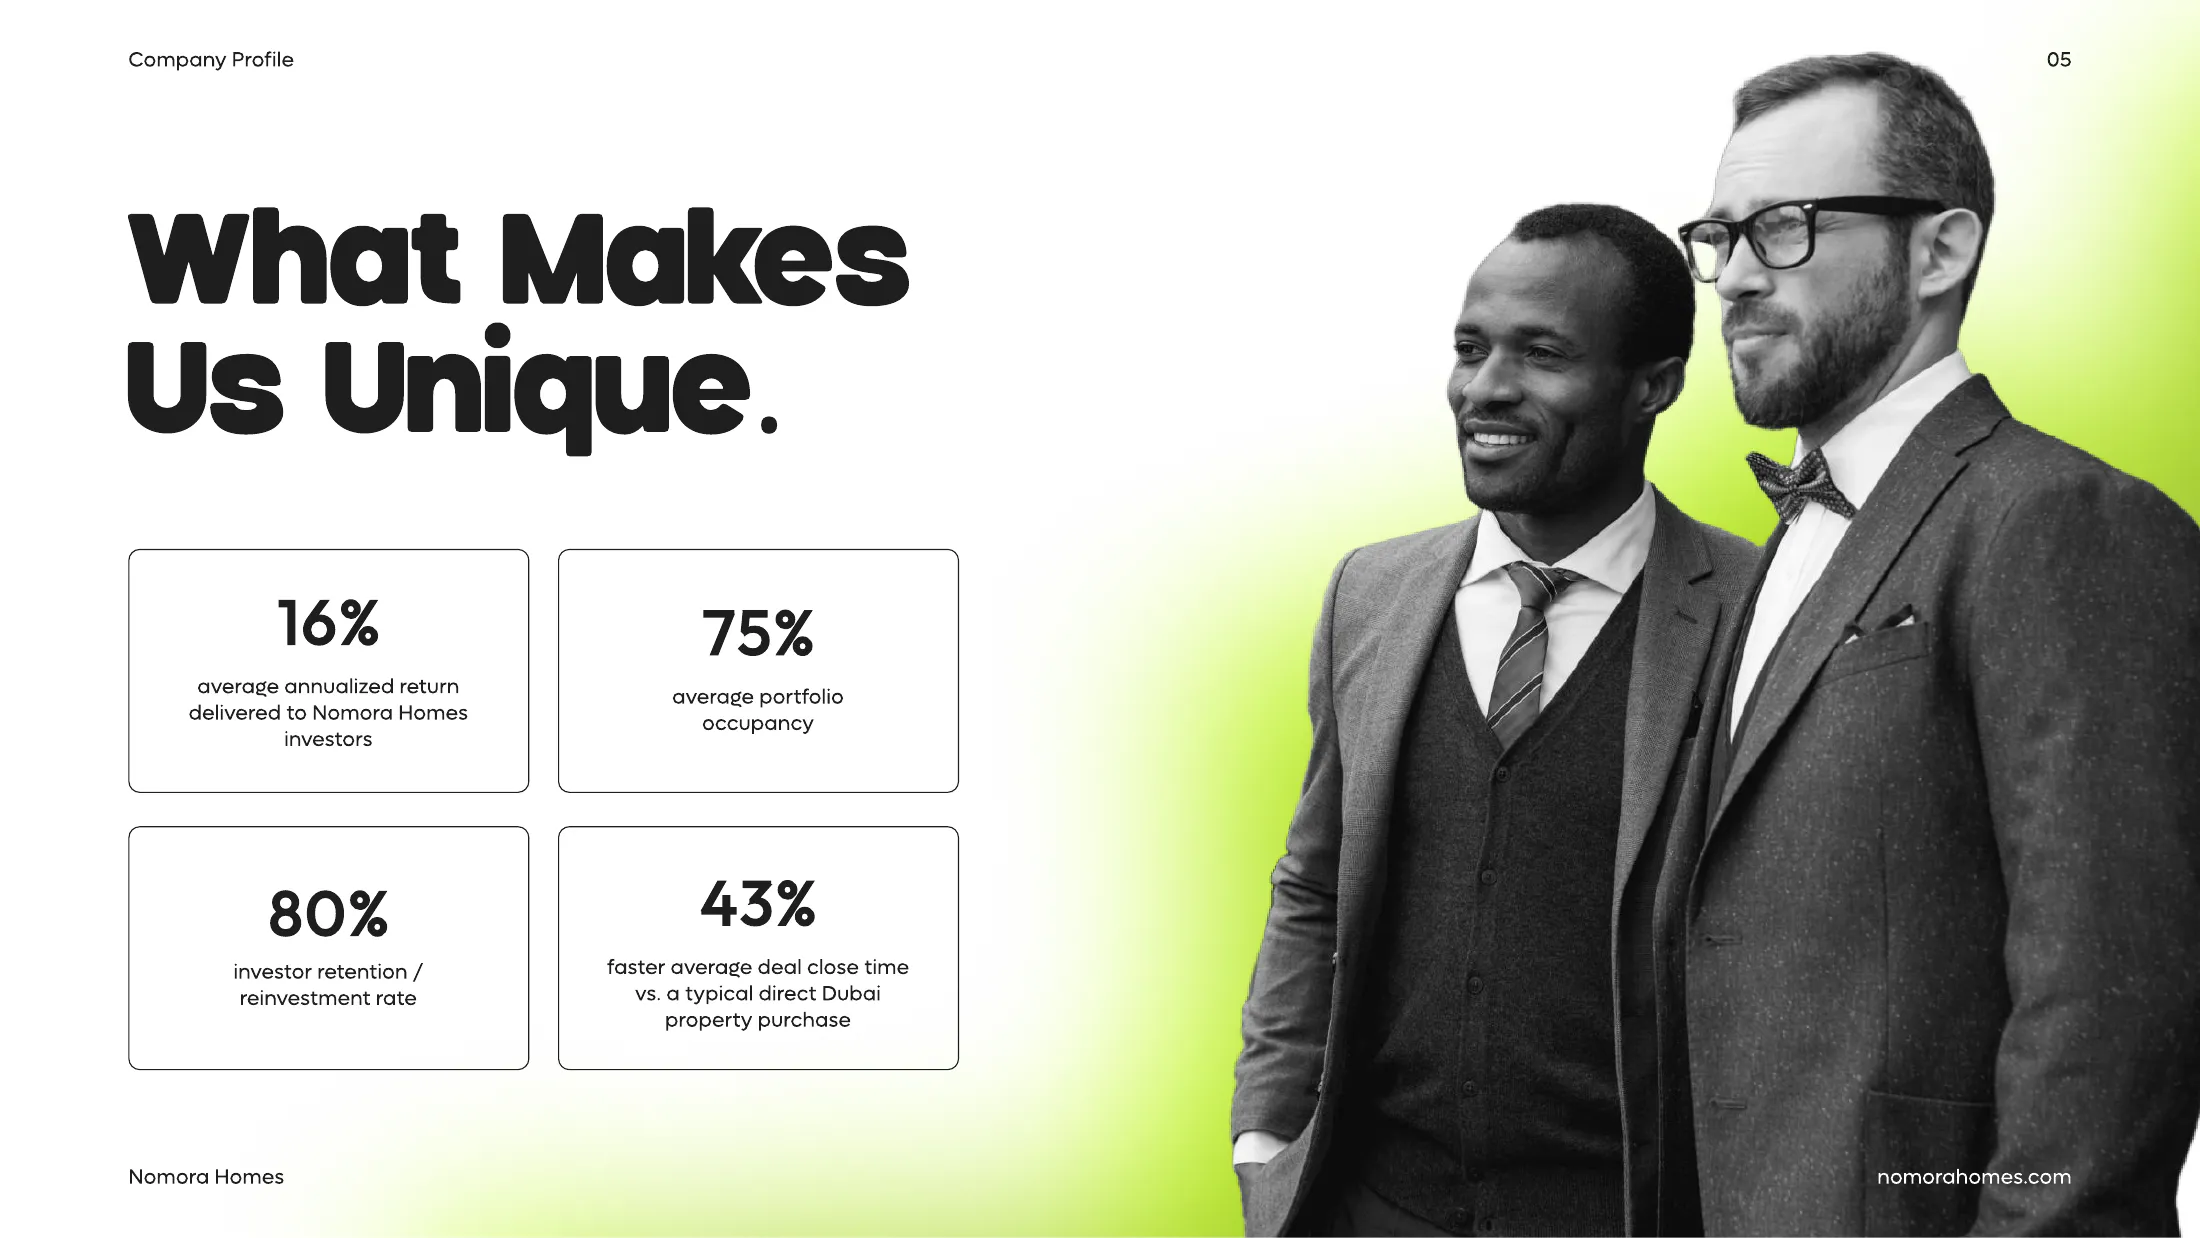 Company Profile
05
What Makes
Us Unique.
16%
average annualized return
delivered to Nomora Homes
investors
75%
average portfolio
occupancy
80%
investor retention /
reinvestment rate
43%
faster average deal close time
vs. a typical direct Dubai
property purchase
Nomora Homes
nomorahomes.com